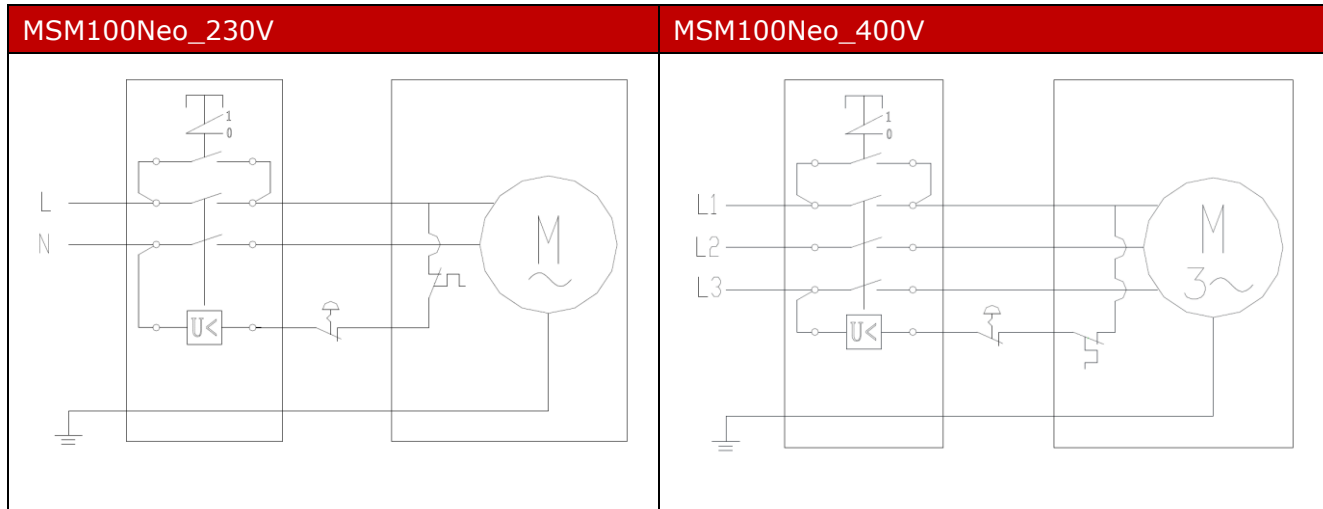 MSM100Neo_230V
1
0
L
N
M
U<
MSM100Neo_400V
1
0
L1
L2
L3
M
3~
U<